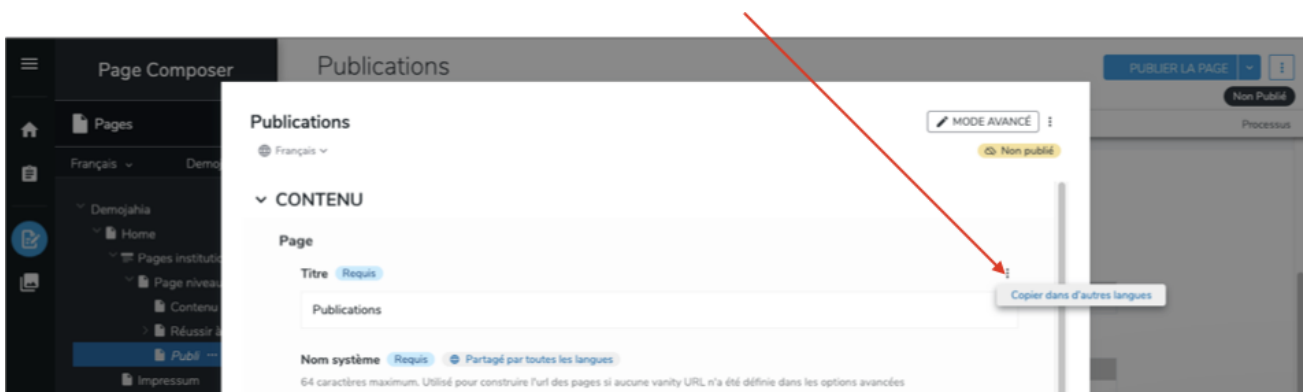 Page Composer
Publications
PUBLIER LA PAGE
Non Publié
Pages
Processus
Français
Demoj
Demojahia
Home
Pages institutio
Page niveau
Contenu
Réussir à
Publi ...
Impressum
Publications
MODE AVANCÉ
Français
Non publié
CONTENU
Page
Titre Requis
Copier dans d'autres langues
Publications
Nom système Requis Partagé par toutes les langues
64 caractères maximum. Utilisé pour construire l'url des pages si aucune vanity URL n'a été définie dans les options avancées